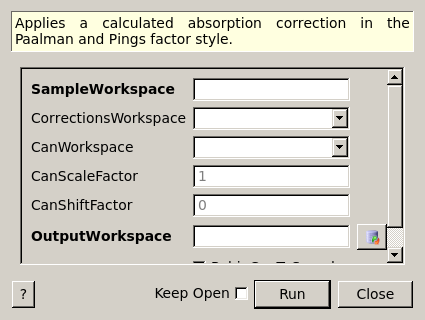 Applies a calculated absorption correction in the
Paalman and Pings factor style.
SampleWorkspace
CorrectionsWorkspace
CanWorkspace
CanScaleFactor 1
CanShiftFactor 0
OutputWorkspace
? Keep Open Run Close